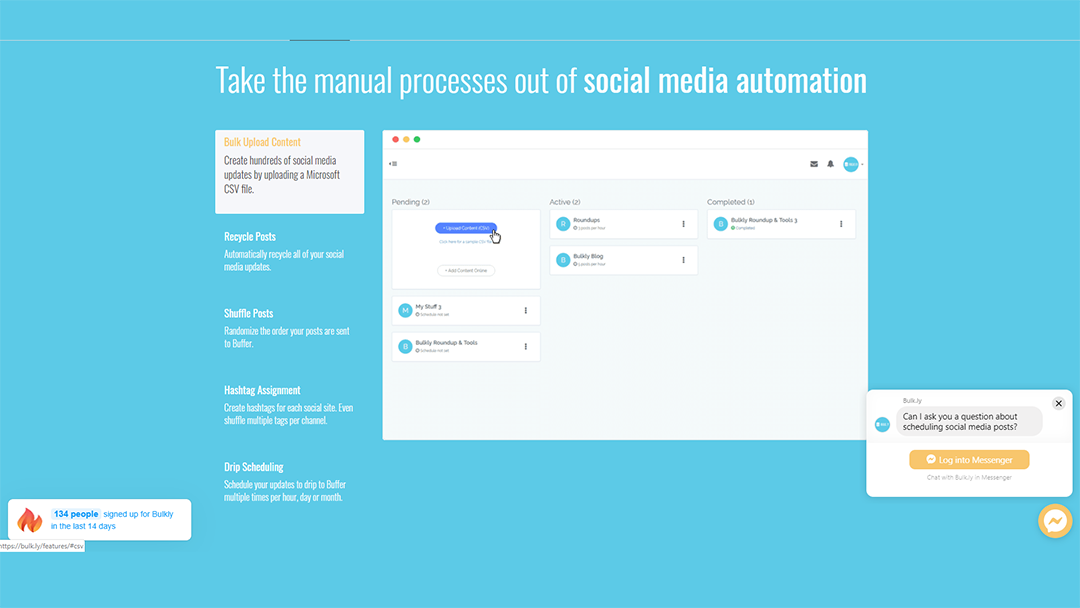 Take the manual processes out of social media automation
Bulk Upload Content
Create hundreds of social media
updates by uploading a Microsoft
CSV file.
Recycle Posts
Automatically recycle all of your social
media updates.
Shuffle Posts
Randomize the order your posts are sent
to Buffer.
Hashtag Assignment
Create hashtags for each social site. Even
shuffle multiple tags per channel.
Drip Scheduling
Schedule your updates to drip to Buffer
multiple times per hour, day or month.
Pending (2)
+ Upload Content (CSV)
Click here for a sample CSV file
+ Add Content Online
M
My Stuff 3
Schedule not set
B
Bulkly Roundup & Tools
Schedule not set
Active (2)
R
Roundups
posts per hour
B
Bulkly Blog
posts per hour
Completed (1)
B
Bulkly Roundup & Tools 3
Completed
Bulk.ly
Can I ask you a question about
scheduling social media posts?
Log into Messenger
Chat with Bulk.ly in Messenger
134 people signed up for Bulkly
in the last 14 days
https://bulk.ly/features/#csv